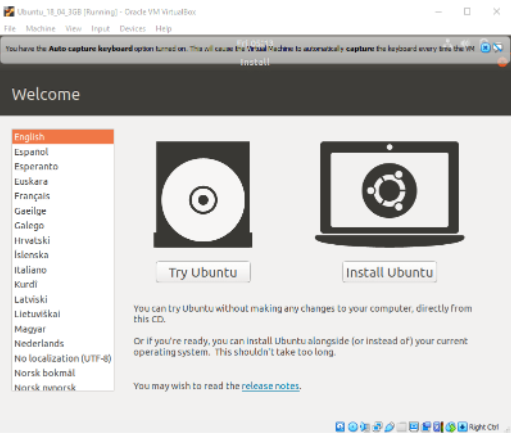 Ubuntu_18_04_3GB [Running] - Oracle VM VirtualBox
File Machine View Input Devices Help
You have the Auto capture keyboard option turned on. This will cause the Virtual Machine to automatically capture the keyboard every time the VM
Install
Welcome
English
Español
Esperanto
Euskara
Français
Gaeilge
Galego
Hrvatski
Íslenska
Italiano
Kurdî
Latviski
Lietuviškai
Magyar
Nederlands
No localization (UTF-8)
Norsk bokmål
Norsk nynorsk
Try Ubuntu
Install Ubuntu
You can try Ubuntu without making any changes to your computer, directly from
this CD.
Or if you're ready, you can install Ubuntu alongside (or instead of) your current
operating system. This shouldn't take too long.
You may wish to read the release notes.
Right Ctrl